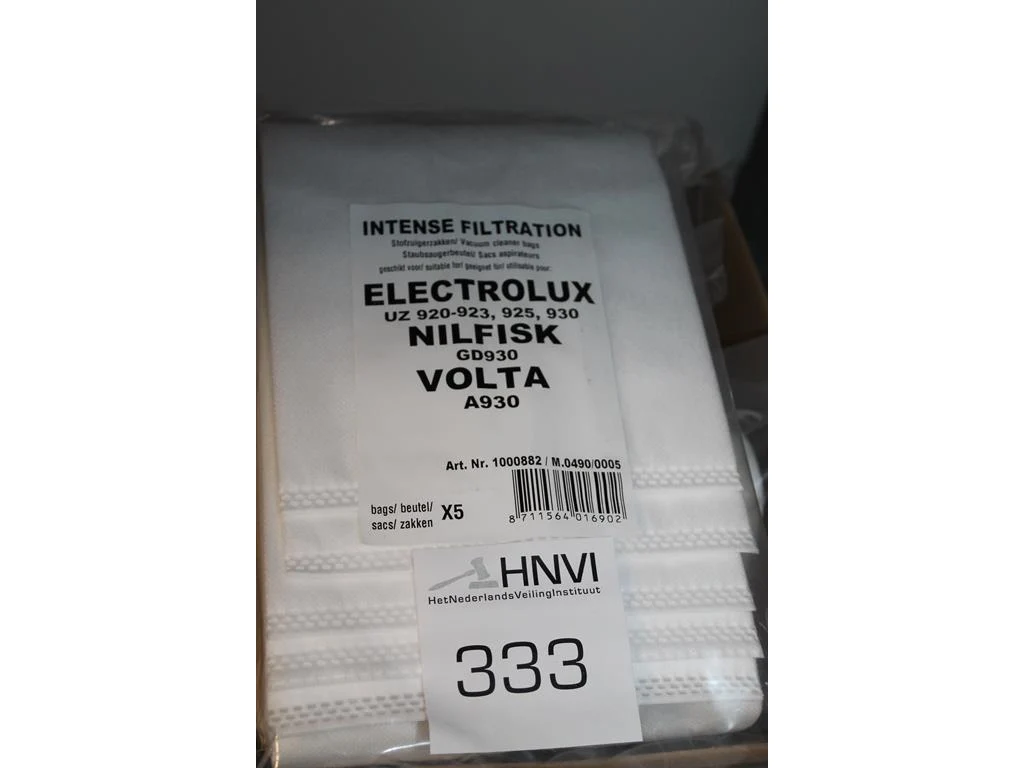 INTENSE FILTRATION
Stofzuigerzakken/ Vacuum cleaner bags
Staubsaugerbeutel/ Sacs aspirateurs
geschikt voor/ suitable for/ geeignet für/ utilisable pour:
ELECTROLUX
UZ 920-923, 925, 930
NILFISK
GD930
VOLTA
A930
Art. Nr. 1000882 / M.0490/0005
bags/ beutel/
sacs/ zakken X5
8 711564 016902
HNVI
HetNederlandsVeilingInstituut
333